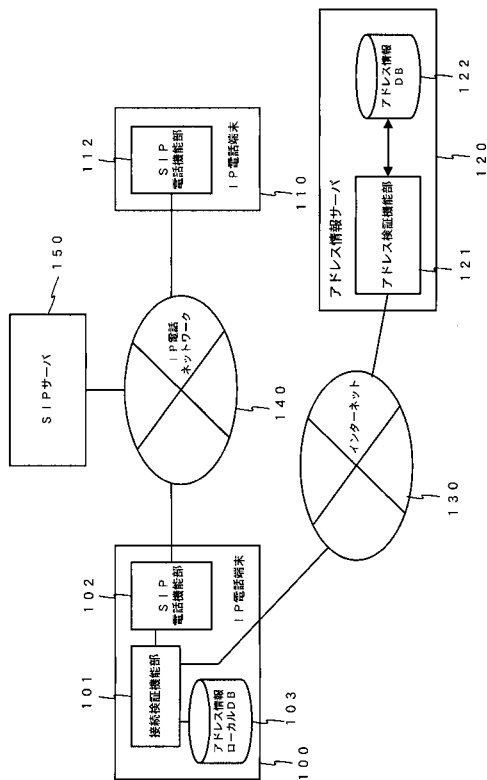 １５０
ＳＩＰサーバ
１０２
１０１
ＳＩＰ
電話機能部
接続検証機能部
ＩＰ電話端末
アドレス情報
ローカルＤＢ
１０３
１００
ＩＰ電話
ネットワーク
１４０
１１２
ＳＩＰ
電話機能部
ＩＰ電話端末
１１０
インターネット
１３０
アドレス情報サーバ
アドレス検証機能部
１２１
アドレス情報
ＤＢ
１２２
１２０